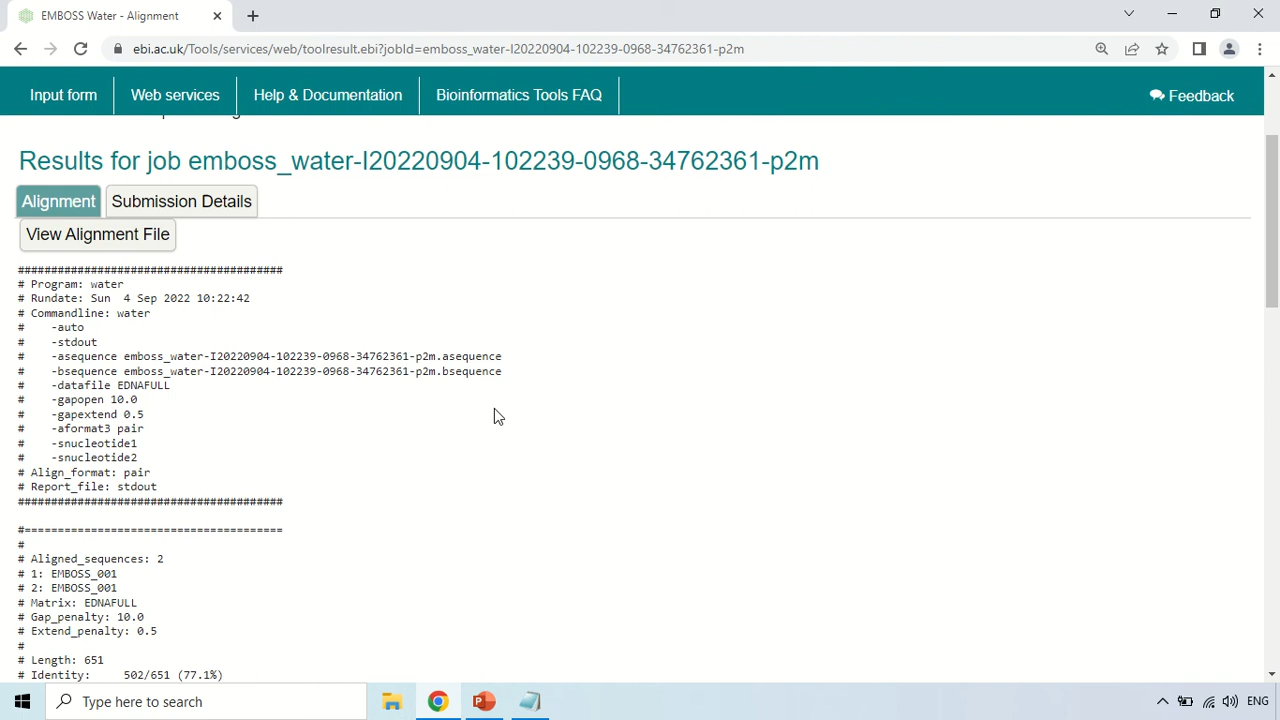 EMBOSS Water - Alignment
ebi.ac.uk/Tools/services/web/toolresult.ebi?jobId=emboss_water-I20220904-102239-0968-34762361-p2m
Input form
Web services
Help & Documentation
Bioinformatics Tools FAQ
Feedback
Results for job emboss_water-I20220904-102239-0968-34762361-p2m
Alignment
Submission Details
View Alignment File
########################################
# Program: water
# Rundate: Sun  4 Sep 2022 10:22:42
# Commandline: water
#    -auto
#    -stdout
#    -asequence emboss_water-I20220904-102239-0968-34762361-p2m.asequence
#    -bsequence emboss_water-I20220904-102239-0968-34762361-p2m.bsequence
#    -datafile EDNAFULL
#    -gapopen 10.0
#    -gapextend 0.5
#    -aformat3 pair
#    -snucleotide1
#    -snucleotide2
# Align_format: pair
# Report_file: stdout
########################################
#=======================================
#
# Aligned_sequences: 2
# 1: EMBOSS_001
# 2: EMBOSS_001
# Matrix: EDNAFULL
# Gap_penalty: 10.0
# Extend_penalty: 0.5
#
# Length: 651
# Identity:     502/651 (77.1%)
Type here to search
ENG